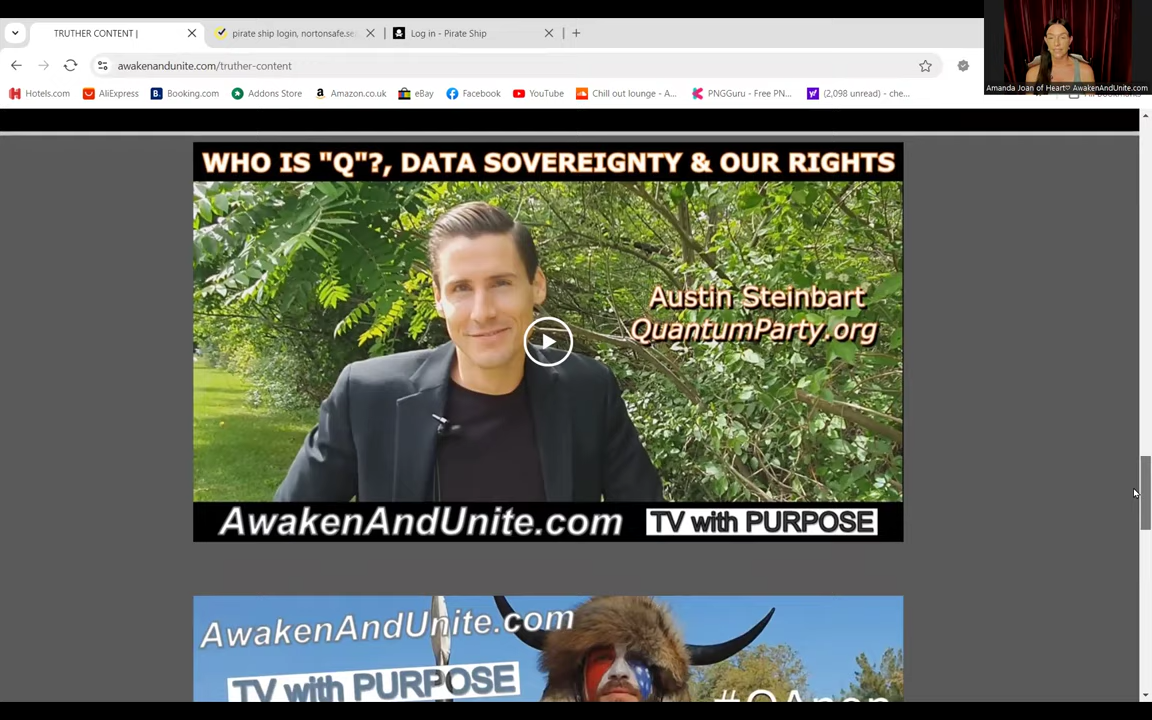 TRUTHER CONTENT |
pirate ship login, nortonsafe.se
Log in - Pirate Ship
awakenandunite.com/truther-content
Hotels.com
AliExpress
Booking.com
Addons Store
Amazon.co.uk
eBay
Facebook
YouTube
Chill out lounge - A...
PNGGuru - Free PN...
(2,098 unread) - che...
Amanda Joan of Heart♡ AwakenAndUnite.com
WHO IS "Q"?, DATA SOVEREIGNTY & OUR RIGHTS
Austin Steinbart
QuantumParty.org
AwakenAndUnite.com
TV with PURPOSE
AwakenAndUnite.com
TV with PURPOSE
#QAnon